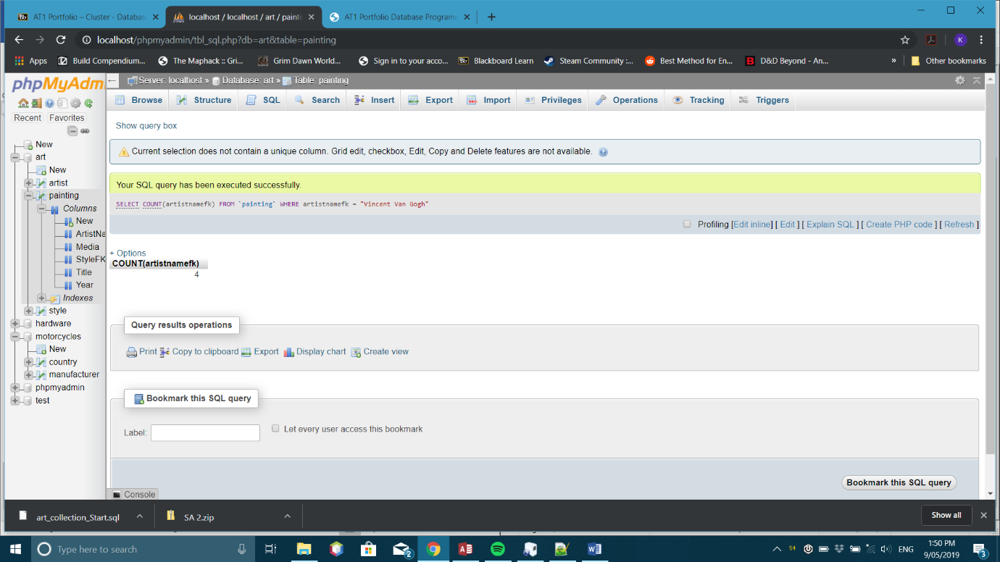 AT1 Portfolio – Cluster - Databas
localhost / localhost / art / painti
AT1 Portfolio Database Program
localhost/phpmyadmin/tbl_sql.php?db=art&table=painting
K
Apps
Build Compendium...
The Maphack :: Gri...
Grim Dawn World...
Sign in to your acco...
Bb
Blackboard Learn
Steam Community :...
Best Method for En...
D&D Beyond - An...
»
Other bookmarks
phpMyAdm
Server: localhost » Database: art » Table: painting
Browse
Structure
SQL
Search
Insert
Export
Import
Privileges
Operations
Tracking
Triggers
Recent
Favorites
New
art
New
artist
painting
Columns
New
ArtistNa
Media
StyleFK
Title
Year
Indexes
style
hardware
motorcycles
New
country
manufacturer
phpmyadmin
test
Show query box
Current selection does not contain a unique column. Grid edit, checkbox, Edit, Copy and Delete features are not available.
Your SQL query has been executed successfully.
SELECT COUNT(artistnamefk) FROM `painting` WHERE artistnamefk = "Vincent Van Gogh"
Profiling [Edit inline] [ Edit ] [ Explain SQL ] [ Create PHP code ] [ Refresh ]
+ Options
COUNT(artistnamefk)
4
Query results operations
Print
Copy to clipboard
Export
Display chart
Create view
Bookmark this SQL query
Label:
Let every user access this bookmark
Bookmark this SQL query
Console
art_collection_Start.sql
SA 2.zip
Show all
Type here to search
2
54
ENG
1:50 PM
9/05/2019
3